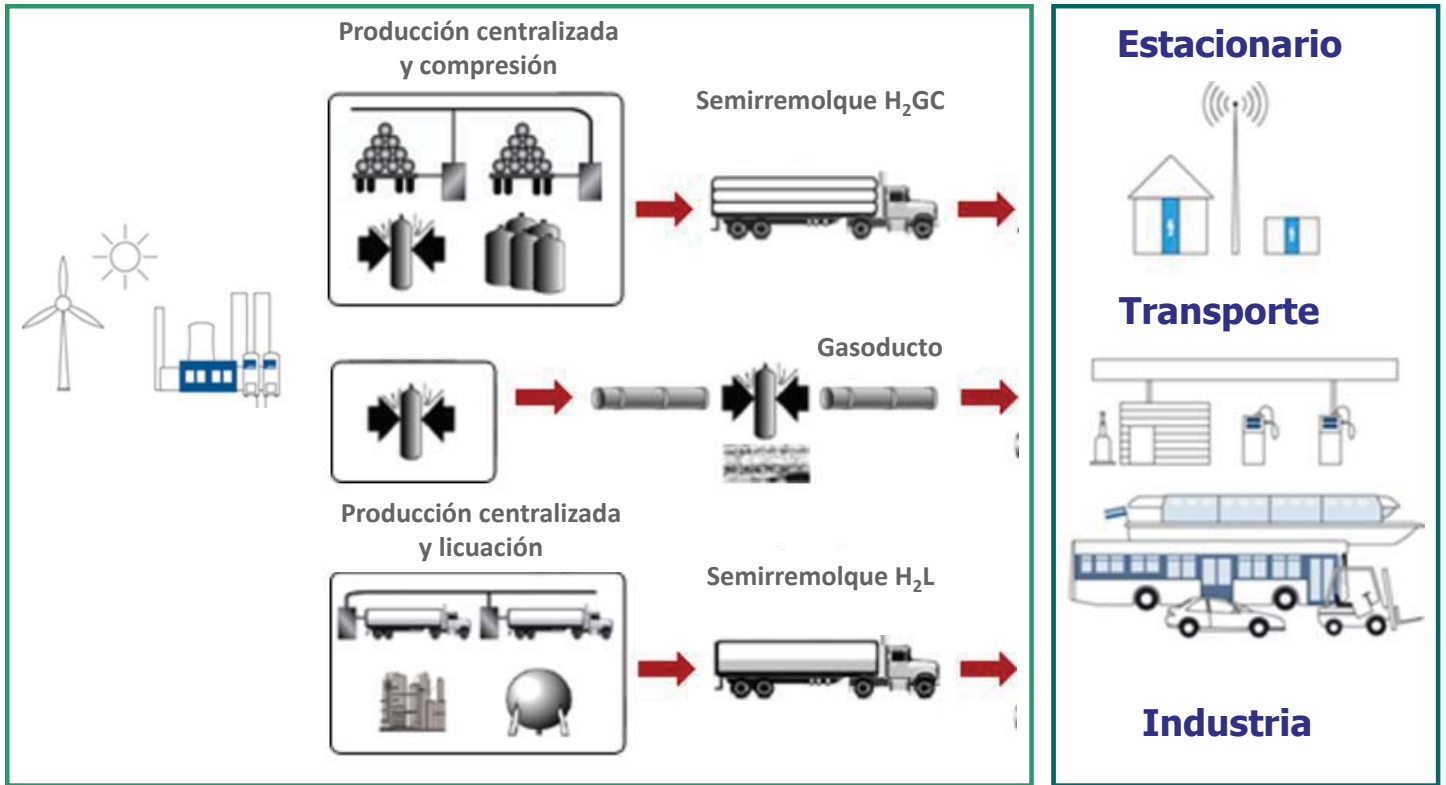 Producción centralizada
y compresión
Semirremolque H₂GC
Gasoducto
Producción centralizada
y licuación
Semirremolque H₂L
Estacionario
Transporte
Industria